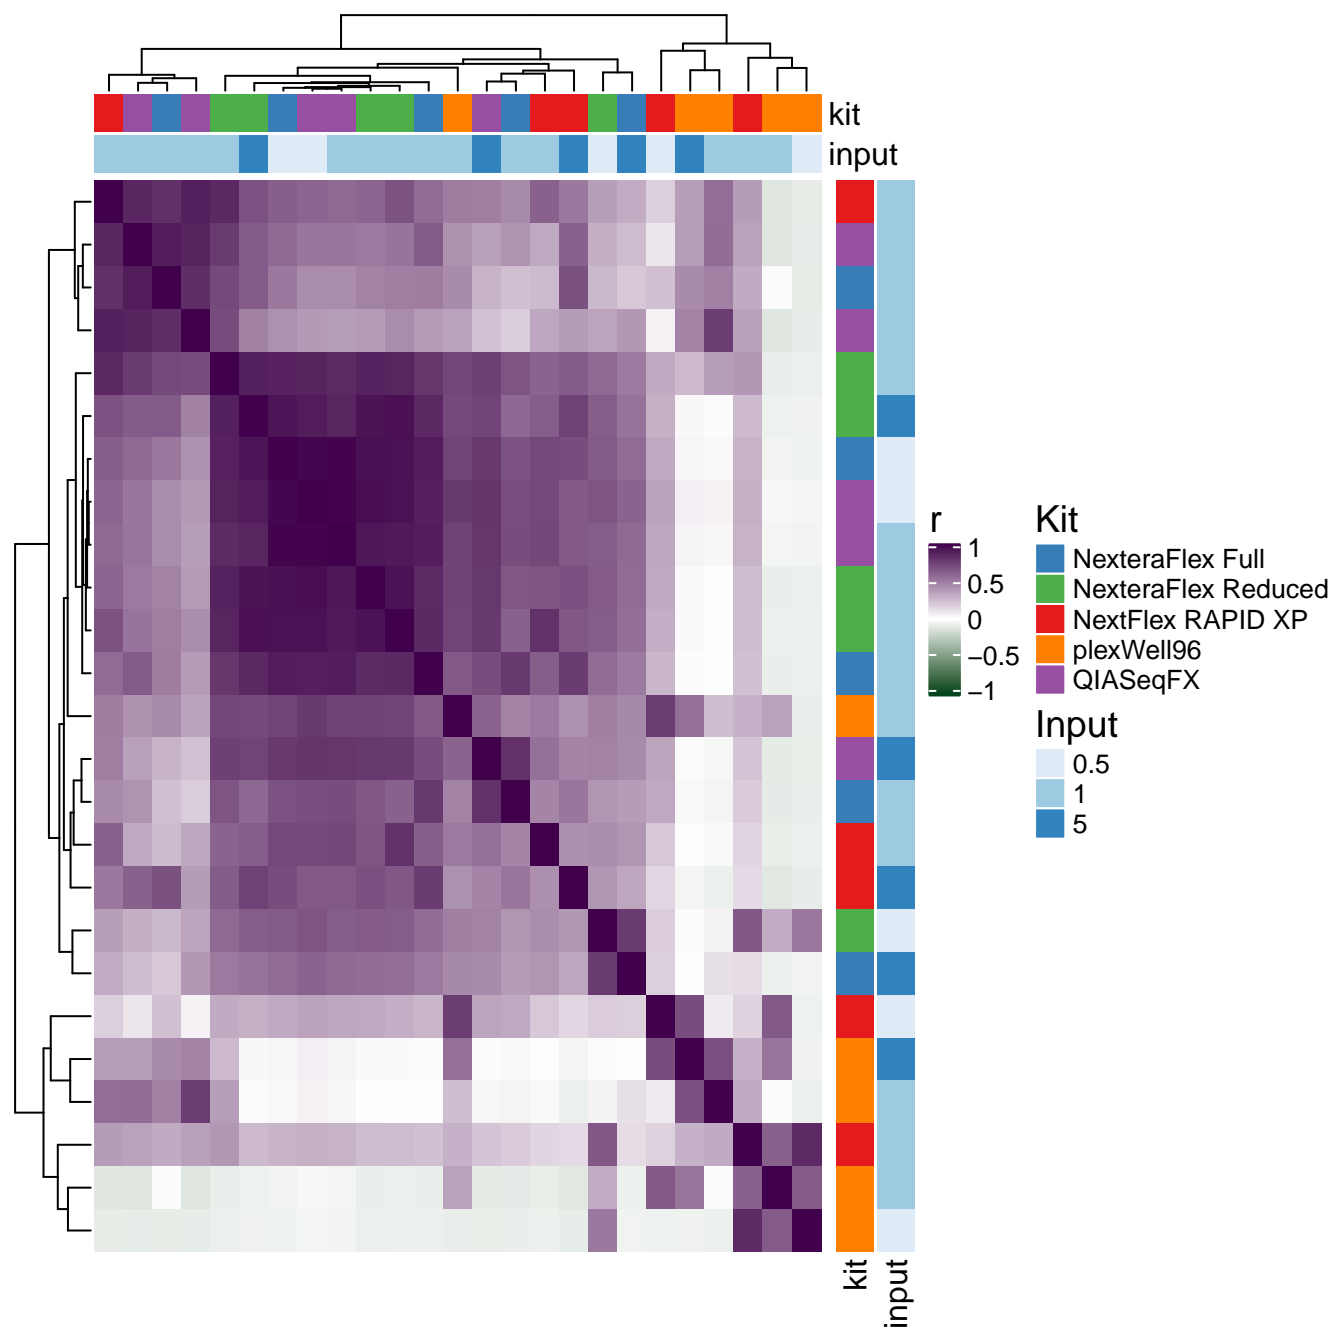 kit
input
r
1
0.5
0
−0.5
−1
Kit
NexteraFlex Full
NexteraFlex Reduced
NextFlex RAPID XP
plexWell96
QIASeqFX
Input
0.5
1
5
kit
input